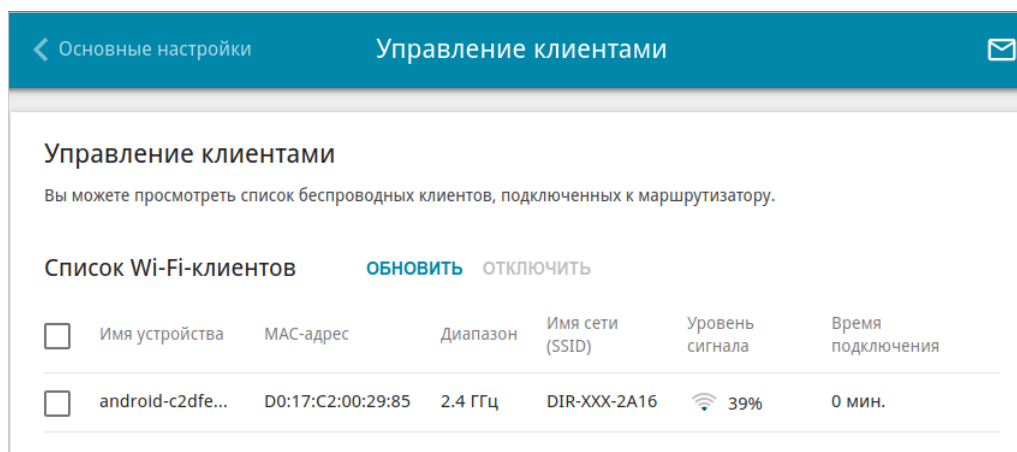 Основные настройки Управление клиентами
Управление клиентами
Вы можете просмотреть список беспроводных клиентов, подключенных к маршрутизатору.
Список Wi-Fi-клиентов ОБНОВИТЬ ОТКЛЮЧИТЬ
Имя устройства MAC-адрес Диапазон Имя сети (SSID) Уровень сигнала Время подключения
android-c2dfe... D0:17:C2:00:29:85 2.4 ГГц DIR-XXX-2A16 39% 0 мин.